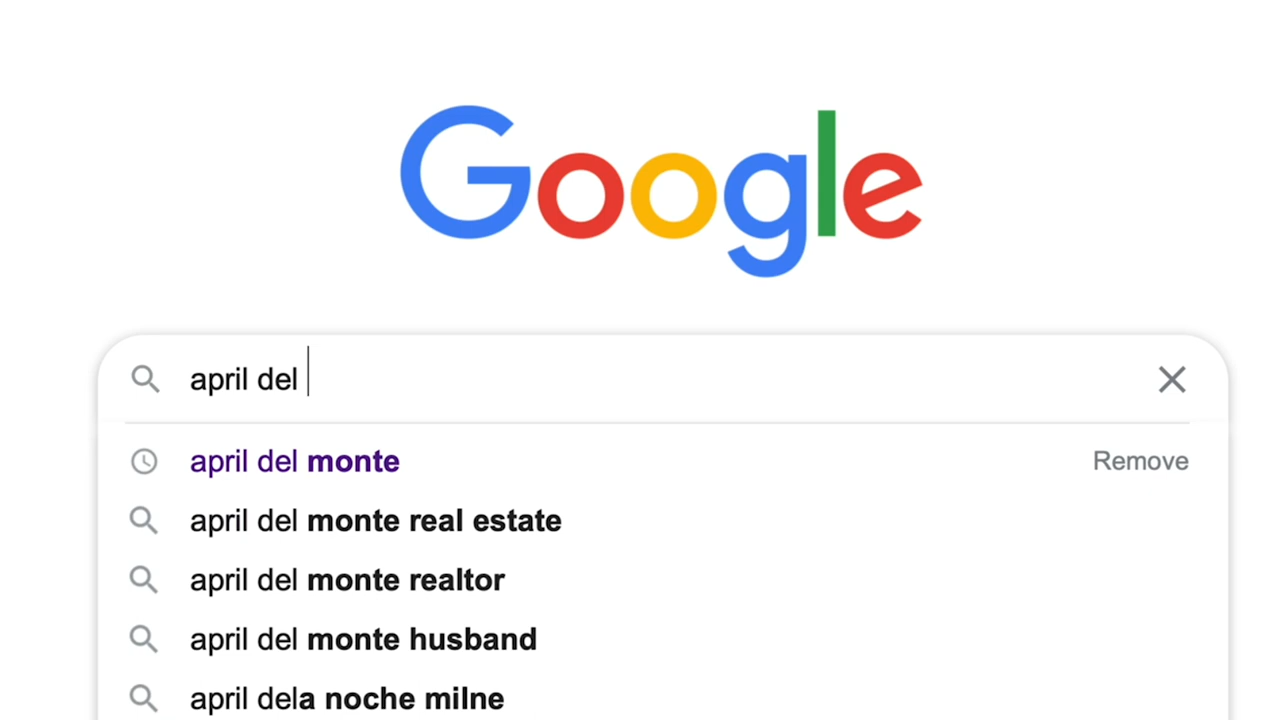 Google
april del
april del monte
Remove
april del monte real estate
april del monte realtor
april del monte husband
april dela noche milne